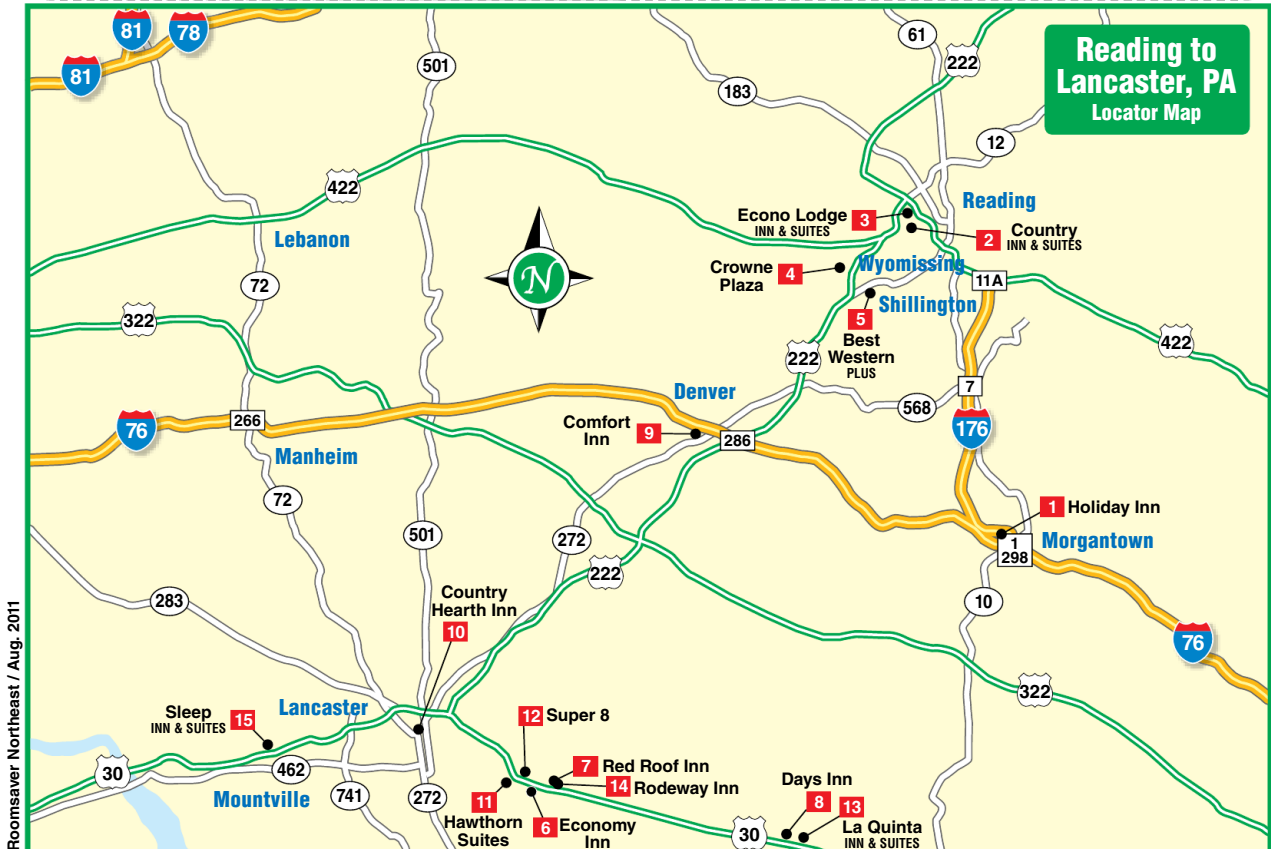 81
78
81
501
61
222
183
12
Reading to
Lancaster, PA
Locator Map
422
Lebanon
Reading
Econo Lodge
INN & SUITES
3
2
Country
INN & SUITES
Crowne
Plaza
4
Wyomissing
11A
Shillington
5
Best
Western
PLUS
72
N
322
222
422
Denver
7
568
176
76
266
Comfort
Inn
9
286
Manheim
72
1
Holiday Inn
501
272
Morgantown
1
298
222
10
76
283
Country
Hearth Inn
10
322
Lancaster
Sleep
INN & SUITES
15
12
Super 8
30
462
7
Red Roof Inn
14
Rodeway Inn
Mountville
741
272
11
Hawthorn
Suites
6
Economy
Inn
Days Inn
8
13
La Quinta
INN & SUITES
30
Roomsaver Northeast / Aug. 2011